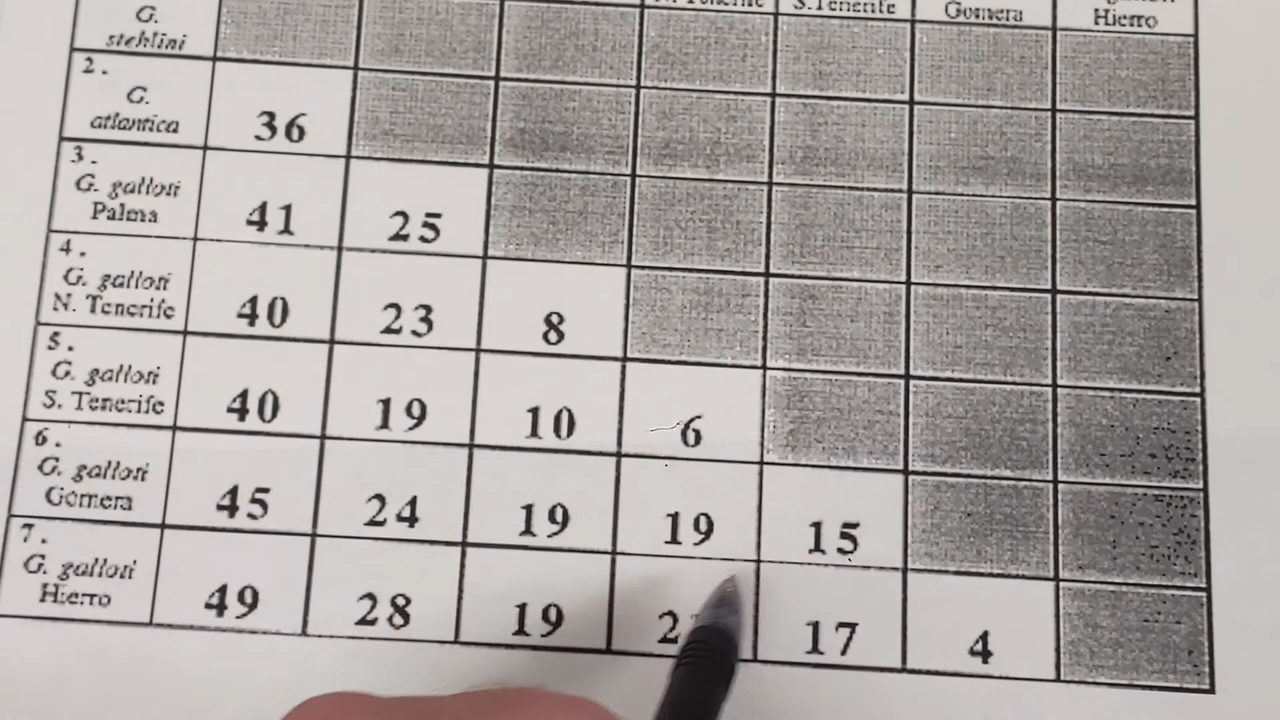 S.Tenerife
Gomera
Hierro
G.
stehlini
2.
G.
atlantica
36
3.
G. galloti
Palma
41 25
4.
G. galloti
N. Tenerife
40 23 8
5.
G. galloti
S. Tenerife
40 19 10 6
6.
G. galloti
Gomera
45 24 19 19 15
7.
G. galloti
Hierro
49 28 19 17 4